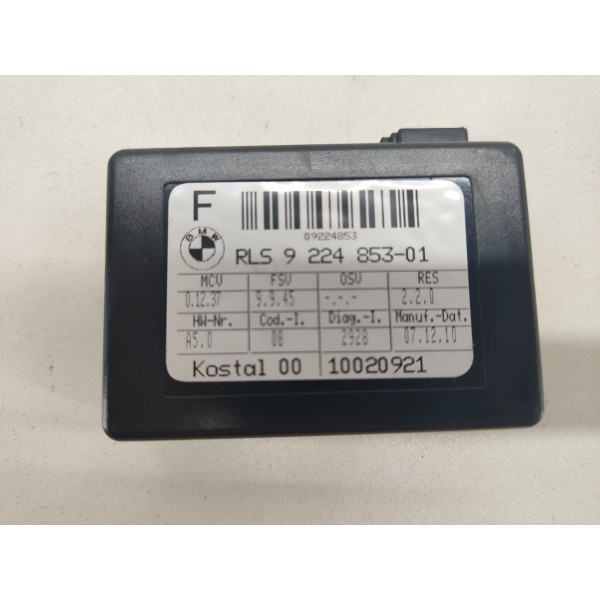 F
09224853
BMW RLS 9 224 853-01
MCV FSV OSV RES
0.12.37 9.9.45 -.-.- 2.2.0
HW-Nr. Cod.-I. Diag.-I. Manuf.-Dat.
A5.0 08 2928 07.12.10
Kostal 00 10020921